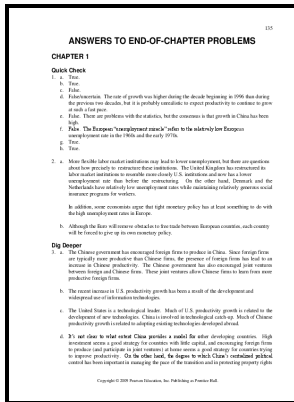 135
ANSWERS TO END-OF-CHAPTER PROBLEMS
CHAPTER 1
Quick Check
1. a. True.
b. True.
c. False.
d. False/uncertain. The rate of growth was higher during the decade beginning in 1996 than during
the previous two decades, but it is probably unrealistic to expect productivity to continue to grow
at such a fast pace.
e. False. There are problems with the statistics, but the consensus is that growth in China has been
high.
f. False. The European "unemployment miracle" refers to the relatively low European
unemployment rate in the 1960s and the early 1970s.
g. True.
h. True.
2. a. More flexible labor market institutions may lead to lower unemployment, but there are questions
about how precisely to restructure these institutions. The United Kingdom has restructured its
labor market institutions to resemble more closely U.S. institutions and now has a lower
unemployment rate than before the restructuring. On the other hand, Denmark and the
Netherlands have relatively low unemployment rates while maintaining relatively generous social
insurance programs for workers.
In addition, some economists argue that tight monetary policy has at least something to do with
the high unemployment rates in Europe.
b. Although the Euro will remove obstacles to free trade between European countries, each country
will be forced to give up its own monetary policy.
Dig Deeper
3. a. The Chinese government has encouraged foreign firms to produce in China. Since foreign firms
are typically more productive than Chinese firms, the presence of foreign firms has lead to an
increase in Chinese productivity. The Chinese government has also encouraged joint ventures
between foreign and Chinese firms. These joint ventures allow Chinese firms to learn from more
productive foreign firms.
b. The recent increase in U.S. productivity growth has been a result of the development and
widespread use of information technologies.
c. The United States is a technological leader. Much of U.S. productivity growth is related to the
development of new technologies. China is involved in technological catch-up. Much of Chinese
productivity growth is related to adopting existing technologies developed abroad.
d. It's not clear to what extent China provides a model for other developing countries. High
investment seems a good strategy for countries with little capital, and encouraging foreign firms
to produce (and participate in joint ventures) at home seems a good strategy for countries trying
to improve productivity. On the other hand, the degree to which China's centralized political
control has been important in managing the pace of the transition and in protecting property rights
Copyright © 2009 Pearson Education, Inc. Publishing as Prentice Hall